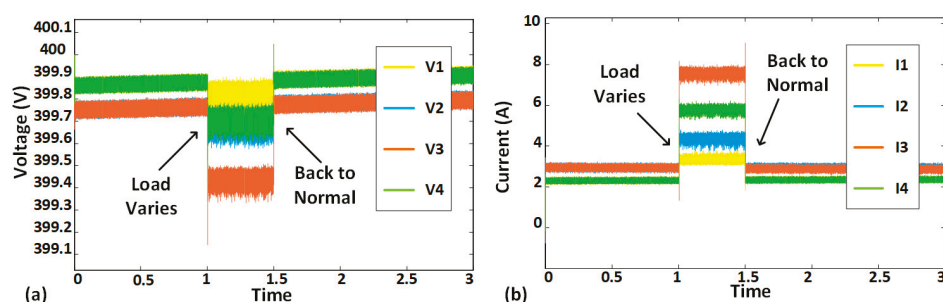 400.1
400
399.9
399.8
399.7
399.6
399.5
399.4
399.3
399.2
399.1
Voltage (V)
0
0.5
1
1.5
2
2.5
3
Time
(a)
Load
Varies
Back to
Normal
V1
V2
V3
V4
10
8
6
4
2
0
Current (A)
0
0.5
1
1.5
2
2.5
3
Time
(b)
Load
Varies
Back to
Normal
I1
I2
I3
I4